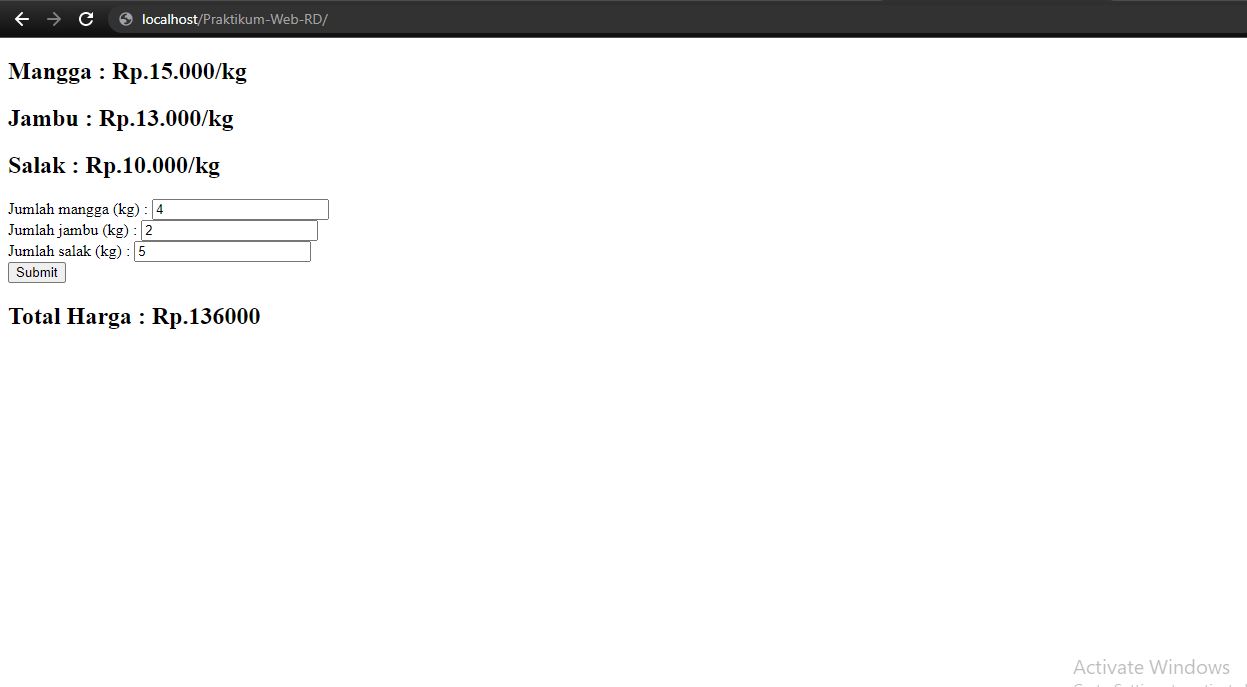 localhost/Praktikum-Web-RD/
Mangga : Rp.15.000/kg
Jambu : Rp.13.000/kg
Salak : Rp.10.000/kg
Jumlah mangga (kg) : 4
Jumlah jambu (kg) : 2
Jumlah salak (kg) : 5
Submit
Total Harga : Rp.136000
Activate Windows